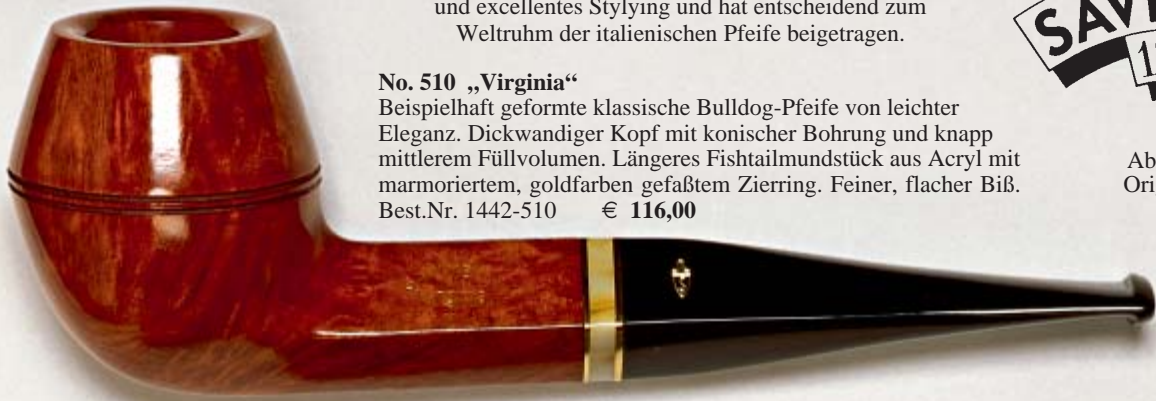 und excellentes Stylying und hat entscheidend zum
Weltruhm der italienischen Pfeife beigetragen.
No. 510 „Virginia“
Beispielhaft geformte klassische Bulldog-Pfeife von leichter
Eleganz. Dickwandiger Kopf mit konischer Bohrung und knapp
mittlerem Füllvolumen. Längeres Fishtailmundstück aus Acryl mit
marmoriertem, goldfarben gefaßtem Zierring. Feiner, flacher Biß.
Best.Nr. 1442-510 € 116,00